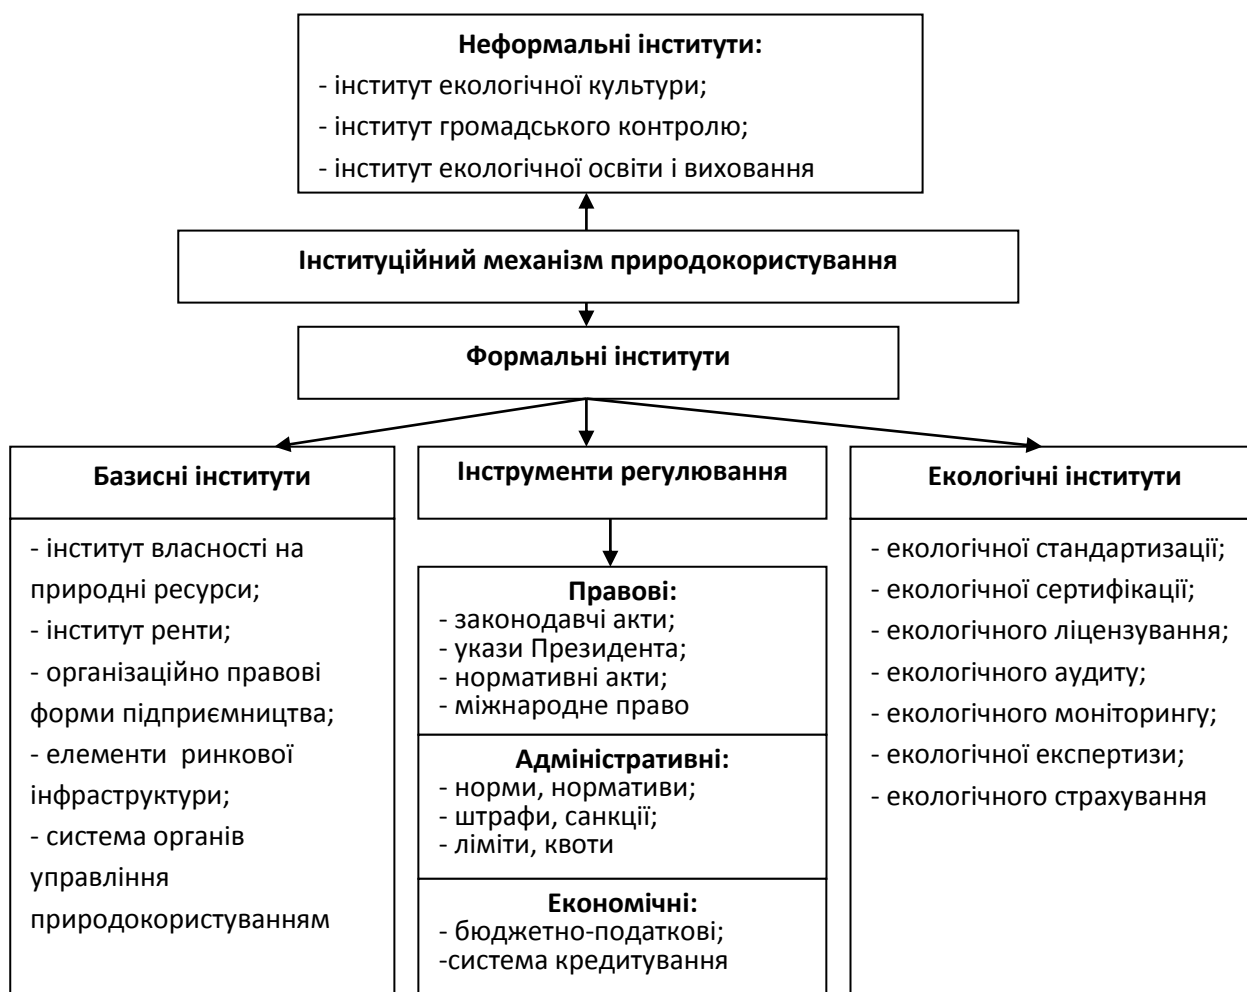 Неформальні інститути:
- інститут екологічної культури;
- інститут громадського контролю;
- інститут екологічної освіти і виховання
Інституційний механізм природокористування
Формальні інститути
Базисні інститути
- інститут власності на
природні ресурси;
- інститут ренти;
- організаційно правові
форми підприємництва;
- елементи ринкової
інфраструктури;
- система органів
управління
природокористуванням
Інструменти регулювання
Правові:
- законодавчі акти;
- укази Президента;
- нормативні акти;
- міжнародне право
Адміністративні:
- норми, нормативи;
- штрафи, санкції;
- ліміти, квоти
Економічні:
- бюджетно-податкові;
-система кредитування
Екологічні інститути
- екологічної стандартизації;
- екологічної сертифікації;
- екологічного ліцензування;
- екологічного аудиту;
- екологічного моніторингу;
- екологічної експертизи;
- екологічного страхування